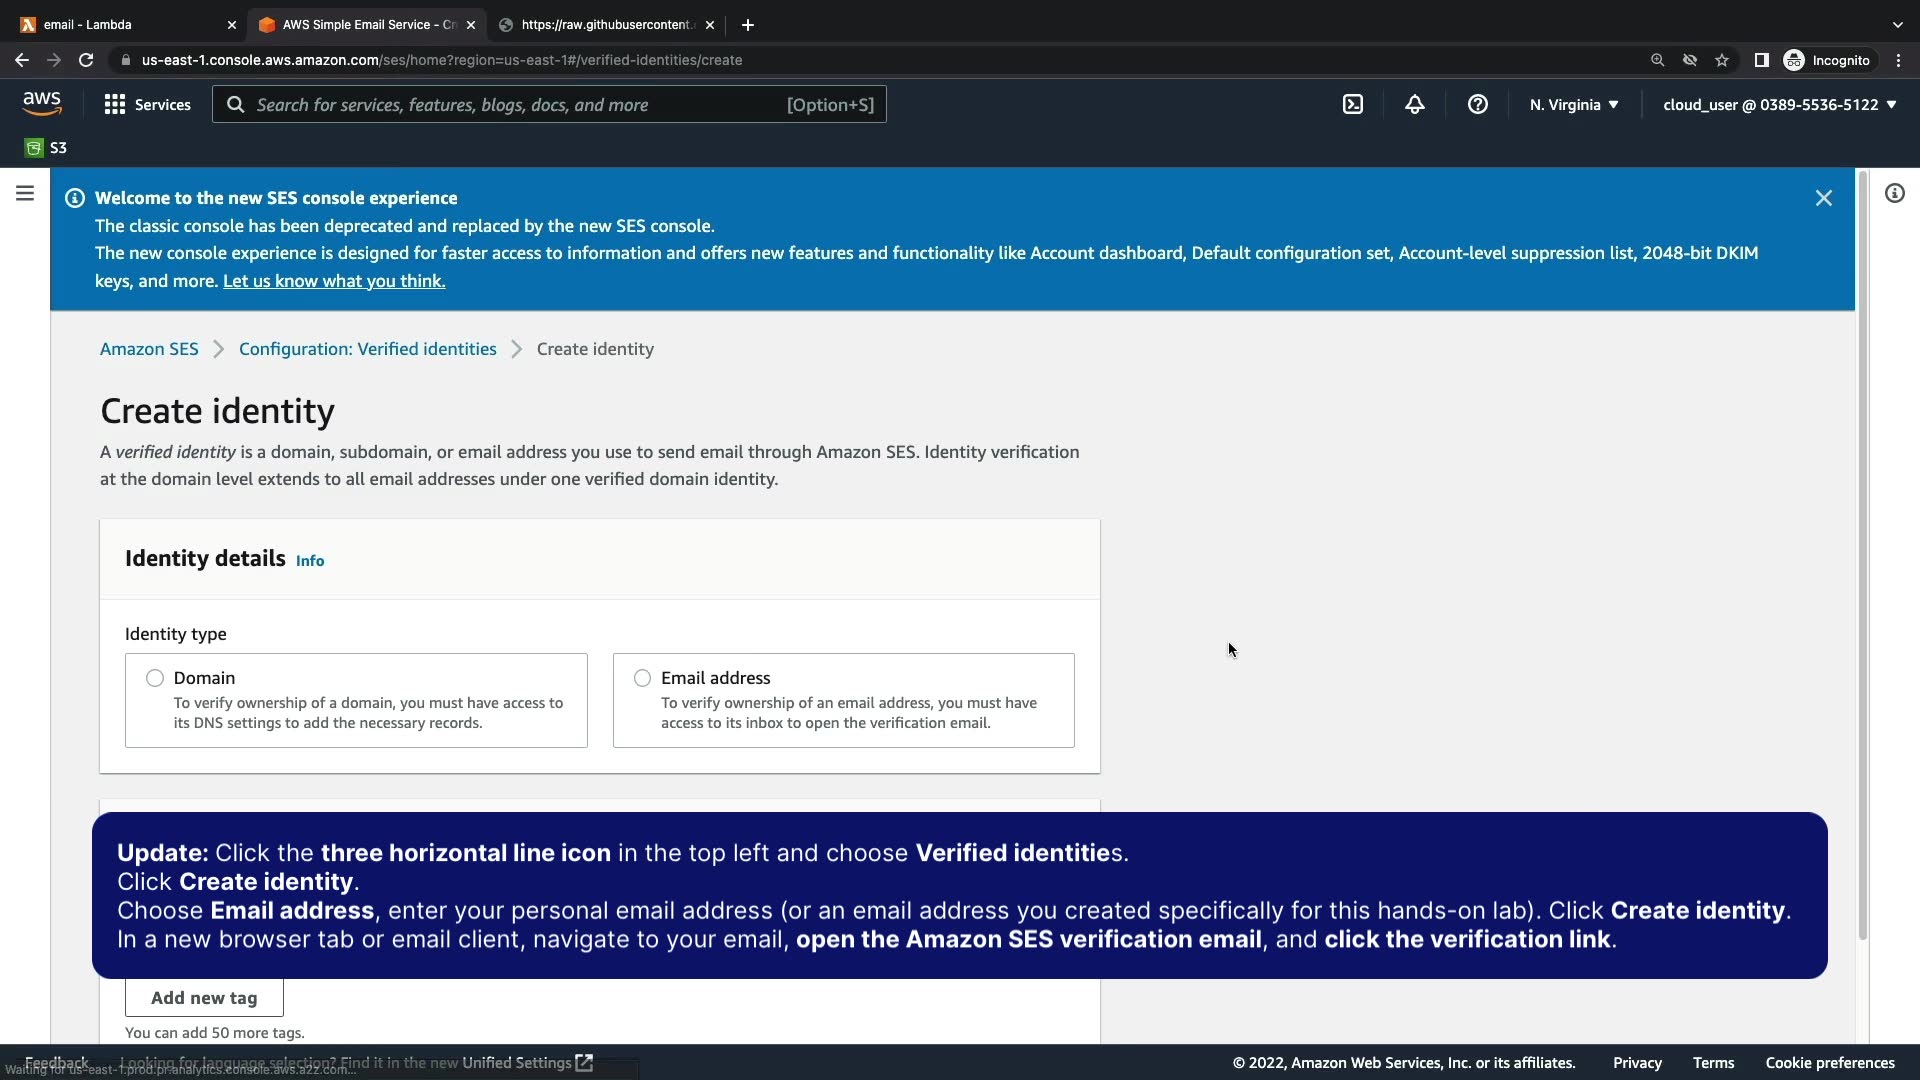 email - Lambda
AWS Simple Email Service - Cr
https://raw.githubusercontent.
us-east-1.console.aws.amazon.com/ses/home?region=us-east-1#/verified-identities/create
Incognito
aws
Services
Search for services, features, blogs, docs, and more
[Option+S]
N. Virginia
cloud_user @ 0389-5536-5122
S3
Welcome to the new SES console experience
The classic console has been deprecated and replaced by the new SES console.
The new console experience is designed for faster access to information and offers new features and functionality like Account dashboard, Default configuration set, Account-level suppression list, 2048-bit DKIM
keys, and more. Let us know what you think.
Amazon SES > Configuration: Verified identities > Create identity
Create identity
A verified identity is a domain, subdomain, or email address you use to send email through Amazon SES. Identity verification
at the domain level extends to all email addresses under one verified domain identity.
Identity details Info
Identity type
Domain
To verify ownership of a domain, you must have access to
its DNS settings to add the necessary records.
Email address
To verify ownership of an email address, you must have
access to its inbox to open the verification email.
Update: Click the three horizontal line icon in the top left and choose Verified identities.
Click Create identity.
Choose Email address, enter your personal email address (or an email address you created specifically for this hands-on lab). Click Create identity.
In a new browser tab or email client, navigate to your email, open the Amazon SES verification email, and click the verification link.
Add new tag
You can add 50 more tags.
Feedback
Looking for language selection? Find it in the new Unified Settings
Waiting for us-east-1.prod.pr.analytics.console.aws.a2z.com...
© 2022, Amazon Web Services, Inc. or its affiliates.
Privacy
Terms
Cookie preferences